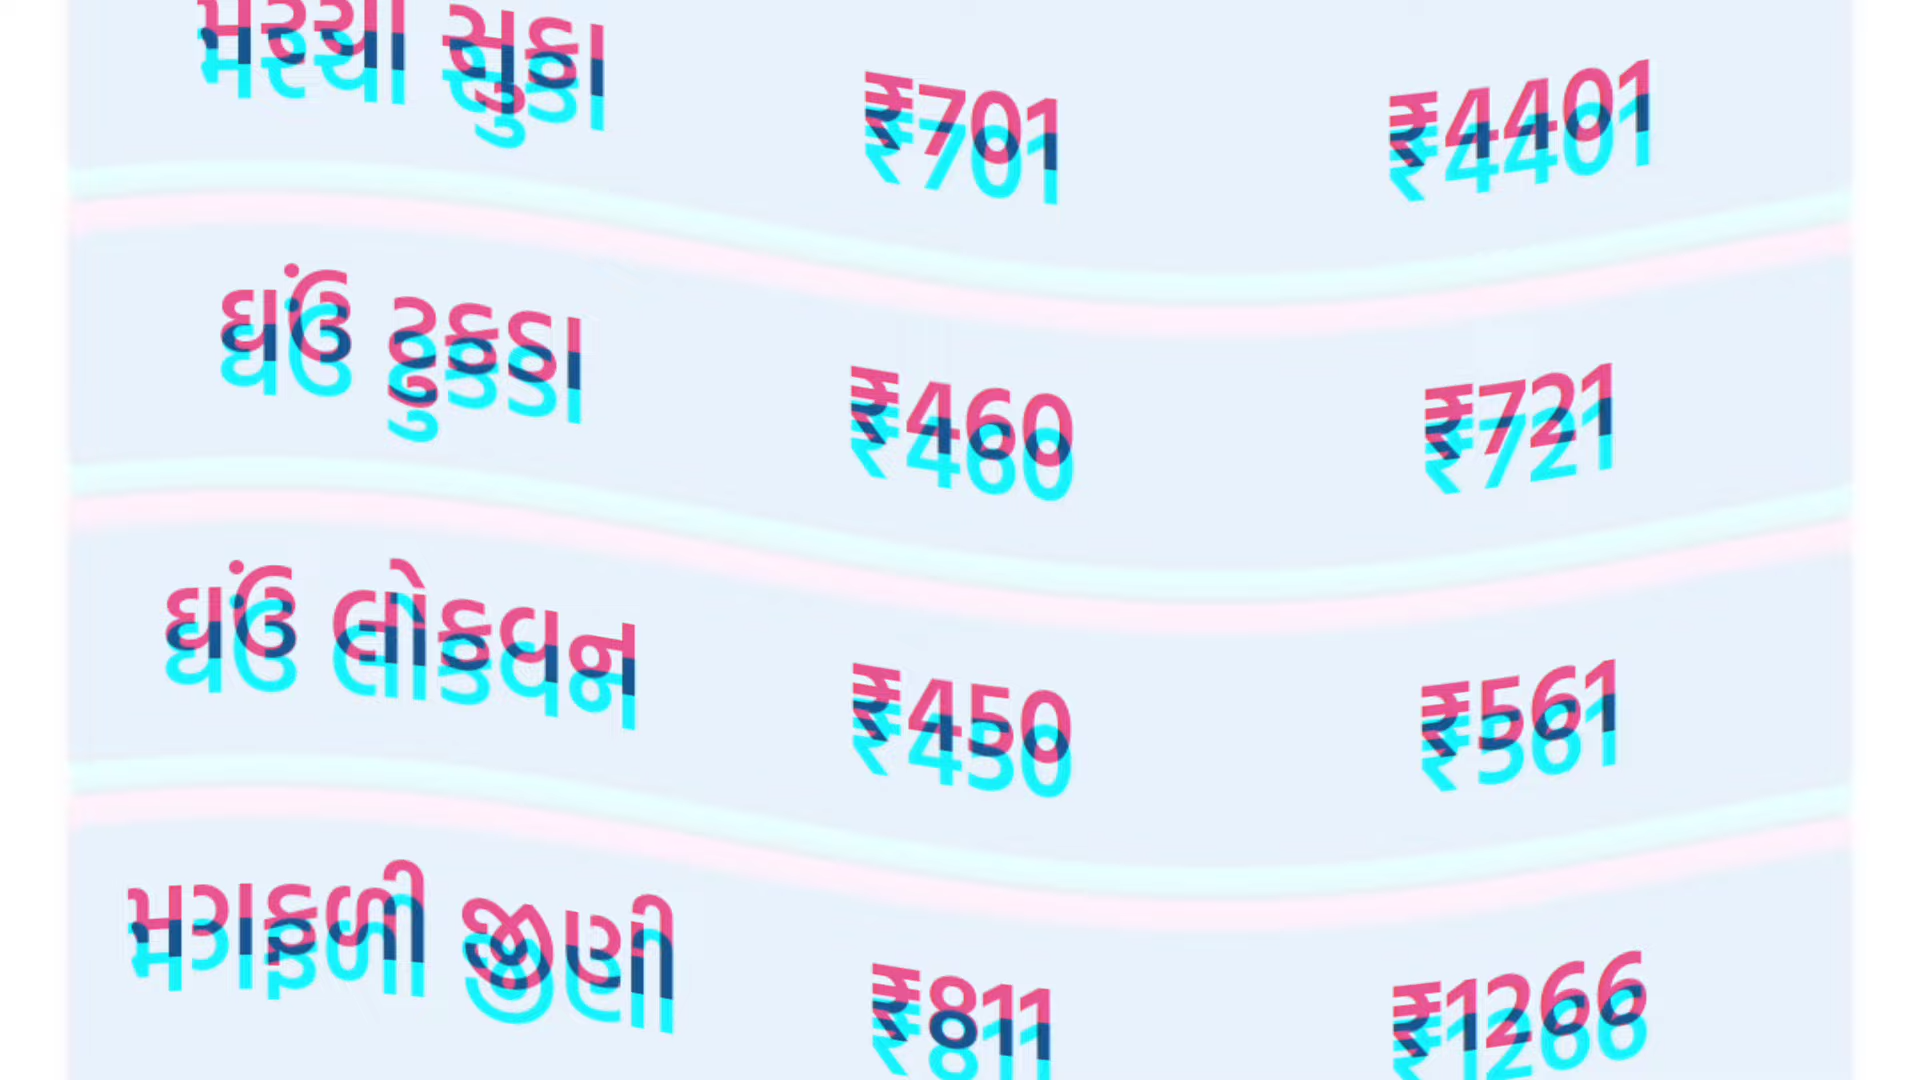 મરચા સુકા ₹701 ₹4401
ઘઉં ટુકડા ₹460 ₹721
ઘઉં લોકવન ₹450 ₹561
મગફળી જીણી ₹811 ₹1266